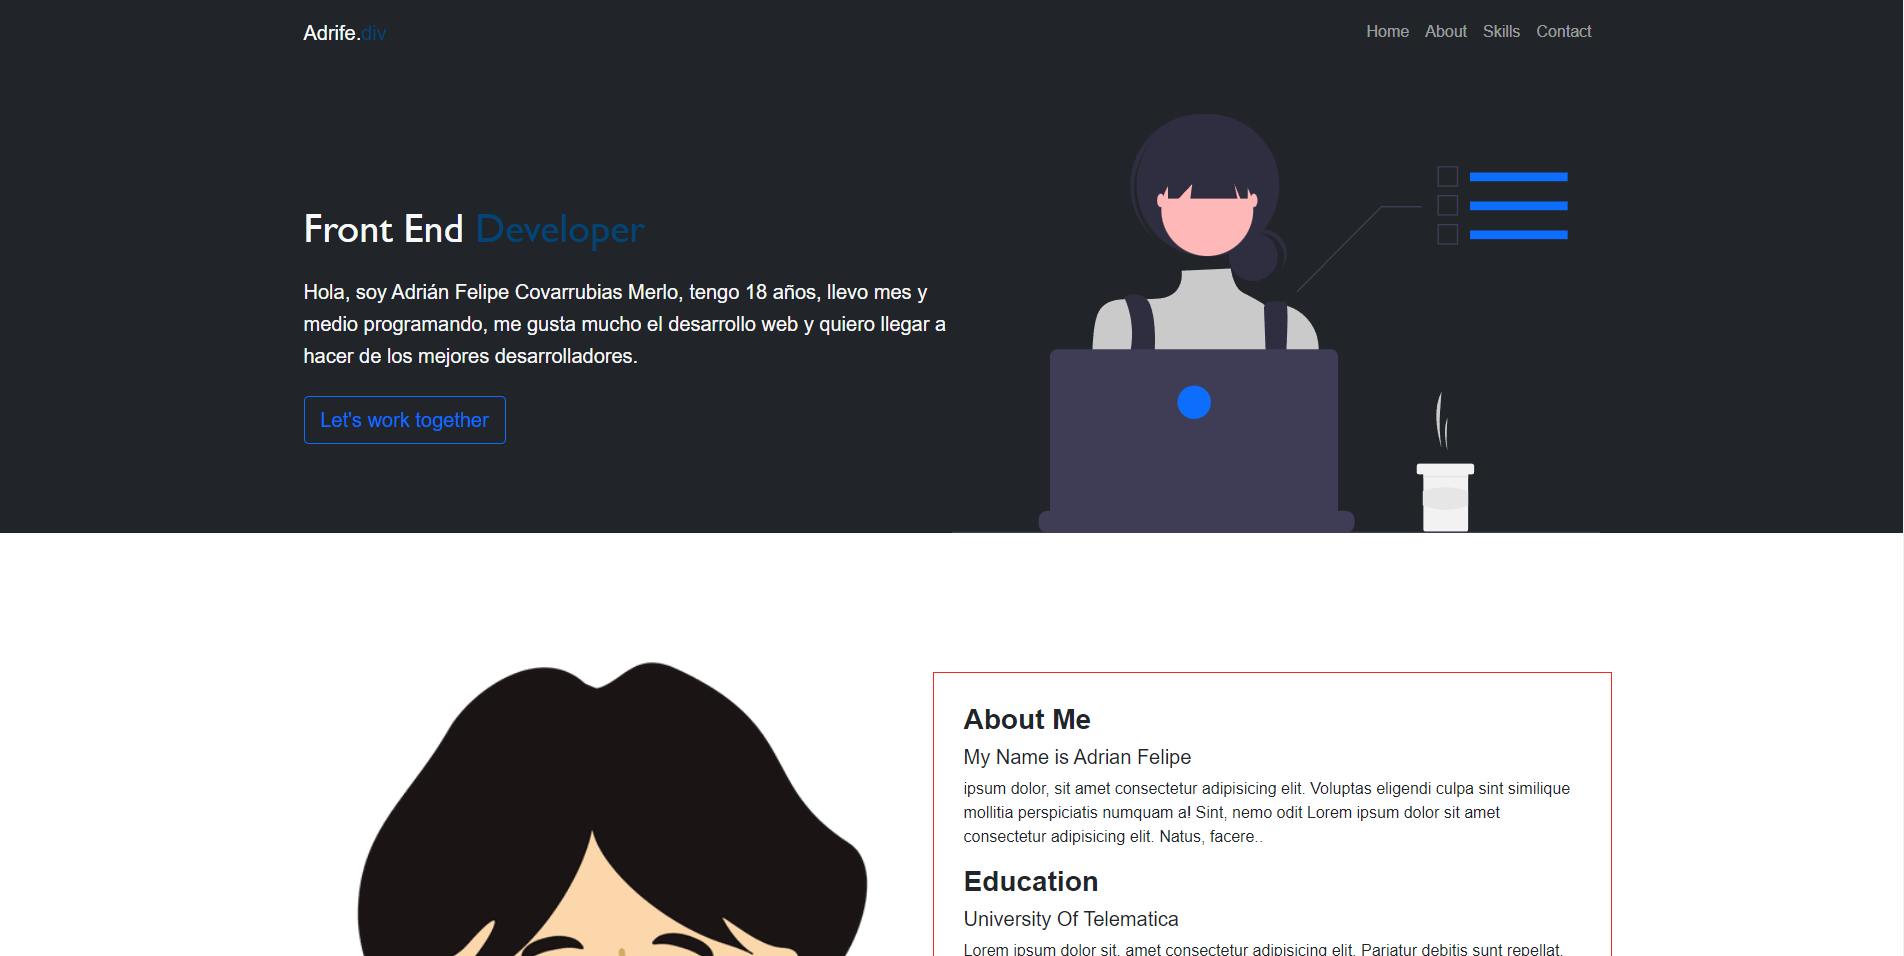 Adrife.div
Home About Skills Contact
Front End Developer
Hola, soy Adrián Felipe Covarrubias Merlo, tengo 18 años, llevo mes y
medio programando, me gusta mucho el desarrollo web y quiero llegar a
hacer de los mejores desarrolladores.
Let's work together
About Me
My Name is Adrian Felipe
ipsum dolor, sit amet consectetur adipisicing elit. Voluptas eligendi culpa sint similique
mollitia perspiciatis numquam a! Sint, nemo odit Lorem ipsum dolor sit amet
consectetur adipisicing elit. Natus, facere..
Education
University Of Telematica
Lorem ipsum dolor sit, amet consectetur adipisicing elit. Pariatur debitis sunt repellat,